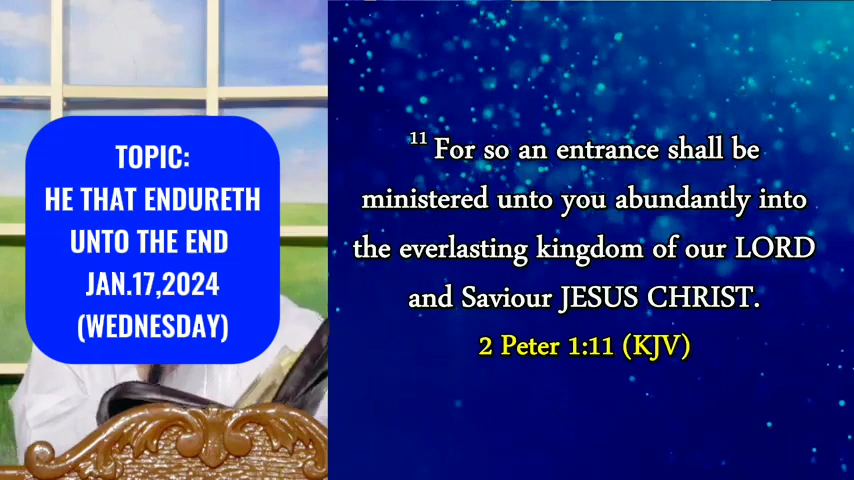 TOPIC:
HE THAT ENDURETH
UNTO THE END
JAN.17,2024
(WEDNESDAY)
11 For so an entrance shall be
ministered unto you abundantly into
the everlasting kingdom of our LORD
and Saviour JESUS CHRIST.
2 Peter 1:11 (KJV)